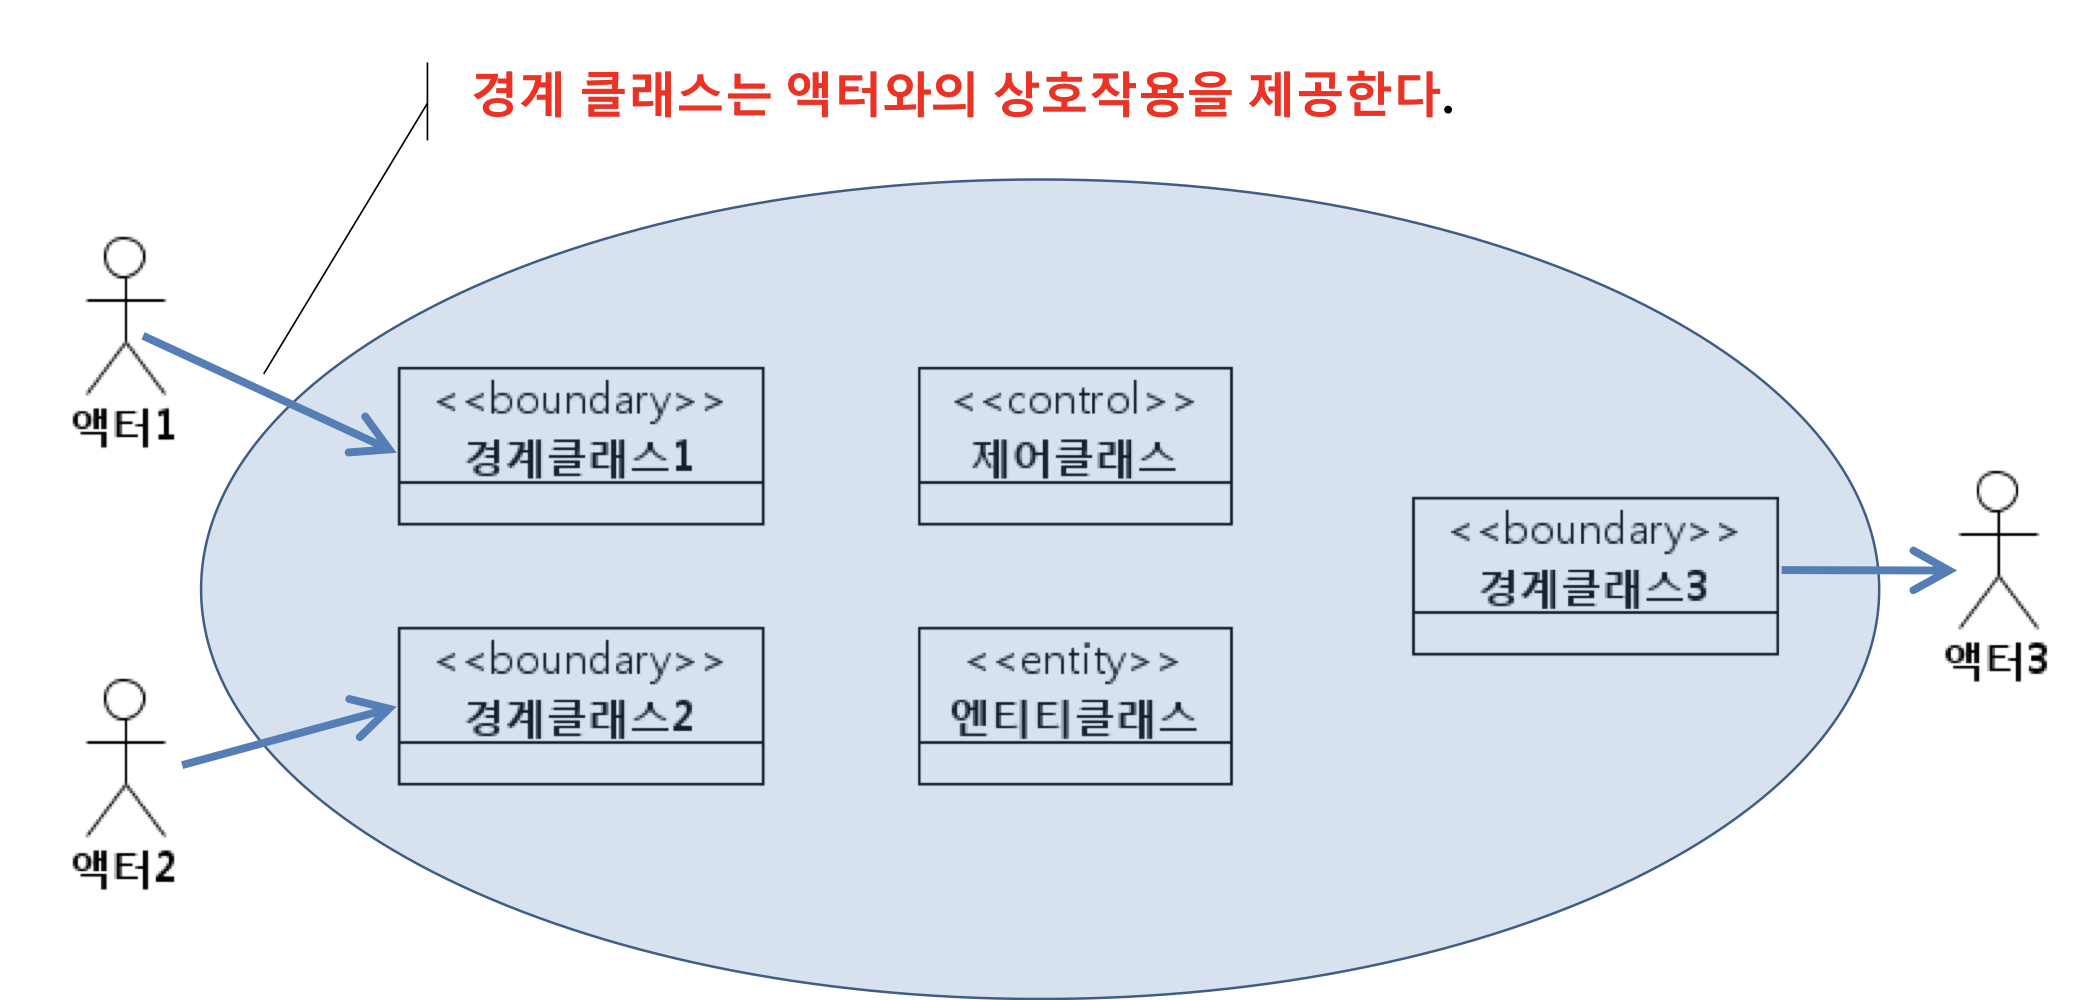 경계 클래스는 액터와의 상호작용을 제공한다.
액터1
<<boundary>>
경계클래스1
<<control>>
제어클래스
<<boundary>>
경계클래스3
액터3
<<boundary>>
경계클래스2
<<entity>>
엔티티클래스
액터2